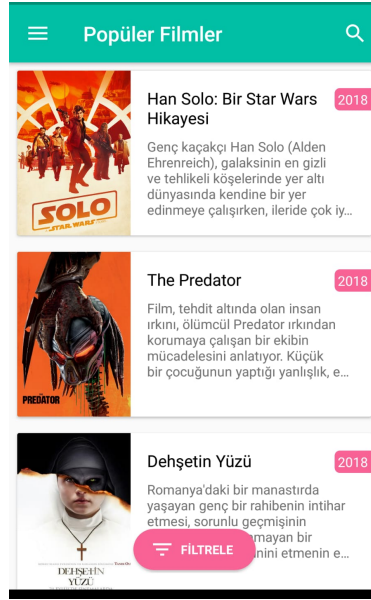 Popüler Filmler
Han Solo: Bir Star Wars 2018
Hikayesi
Genç kaçakçı Han Solo (Alden
Ehrenreich), galaksinin en gizli
ve tehlikeli köşelerinde yer altı
dünyasında kendine bir yer
edinmeye çalışırken, ileride çok iy...
SOLO
STAR WARS
The Predator 2018
Film, tehdit altında olan insan
ırkını, ölümcül Predator ırkından
korumaya çalışan bir ekibin
mücadelesini anlatıyor. Küçük
bir çocuğunun yaptığı yanlışlık, e...
PREDATOR
Dehşetin Yüzü 2018
Romanya'daki bir manastırda
yaşayan genç bir rahibenin intihar
etmesi, sorunlu geçmişinin
bir
etmenin e...
FİLTRELE
DEHŞETİN
YÜZÜ